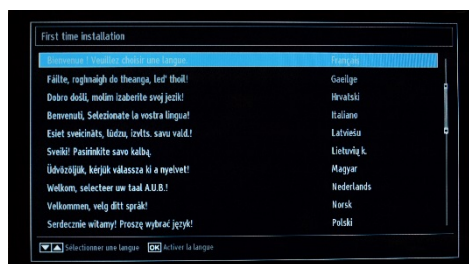 First time installation
Bienvenue ! Veuillez choisir une langue Français
Fáilte, roghnaigh do theanga, led' thoil! Gaeilge
Dobro došli, molim izaberite svoj jezik! Hrvatski
Benvenuti, Selezionate la vostra lingua! Italiano
Esiet sveicināts, lūdzu, izvlts. savu vald.! Latviešu
Sveiki! Pasirinkite savo kalbą. Lietuvių k.
Üdvözöljük, kérjük válassza ki a nyelvet! Magyar
Welkom, selecteer uw taal A.U.B.! Nederlands
Velkommen, velg ditt språk! Norsk
Serdecznie witamy! Proszę wybrać język! Polski
Sélectionner une langue OK Activer la langue